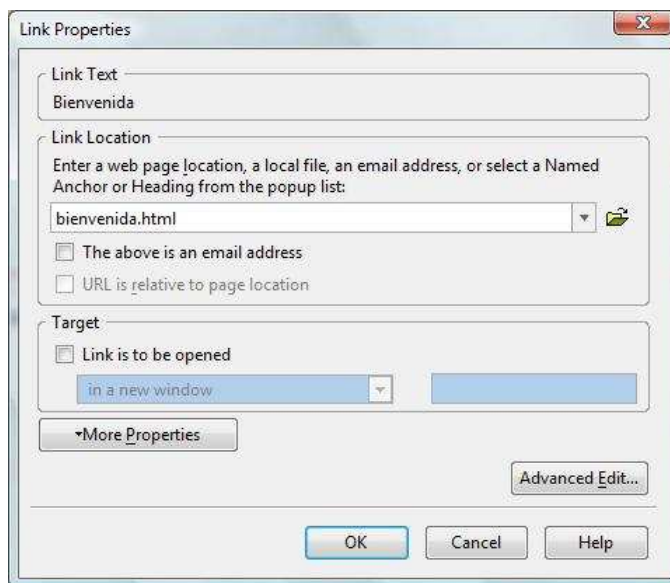 Link Properties
Link Text
Bienvenida
Link Location
Enter a web page location, a local file, an email address, or select a Named
Anchor or Heading from the popup list:
bienvenida.html
The above is an email address
URL is relative to page location
Target
Link is to be opened
in a new window
More Properties
Advanced Edit...
OK Cancel Help